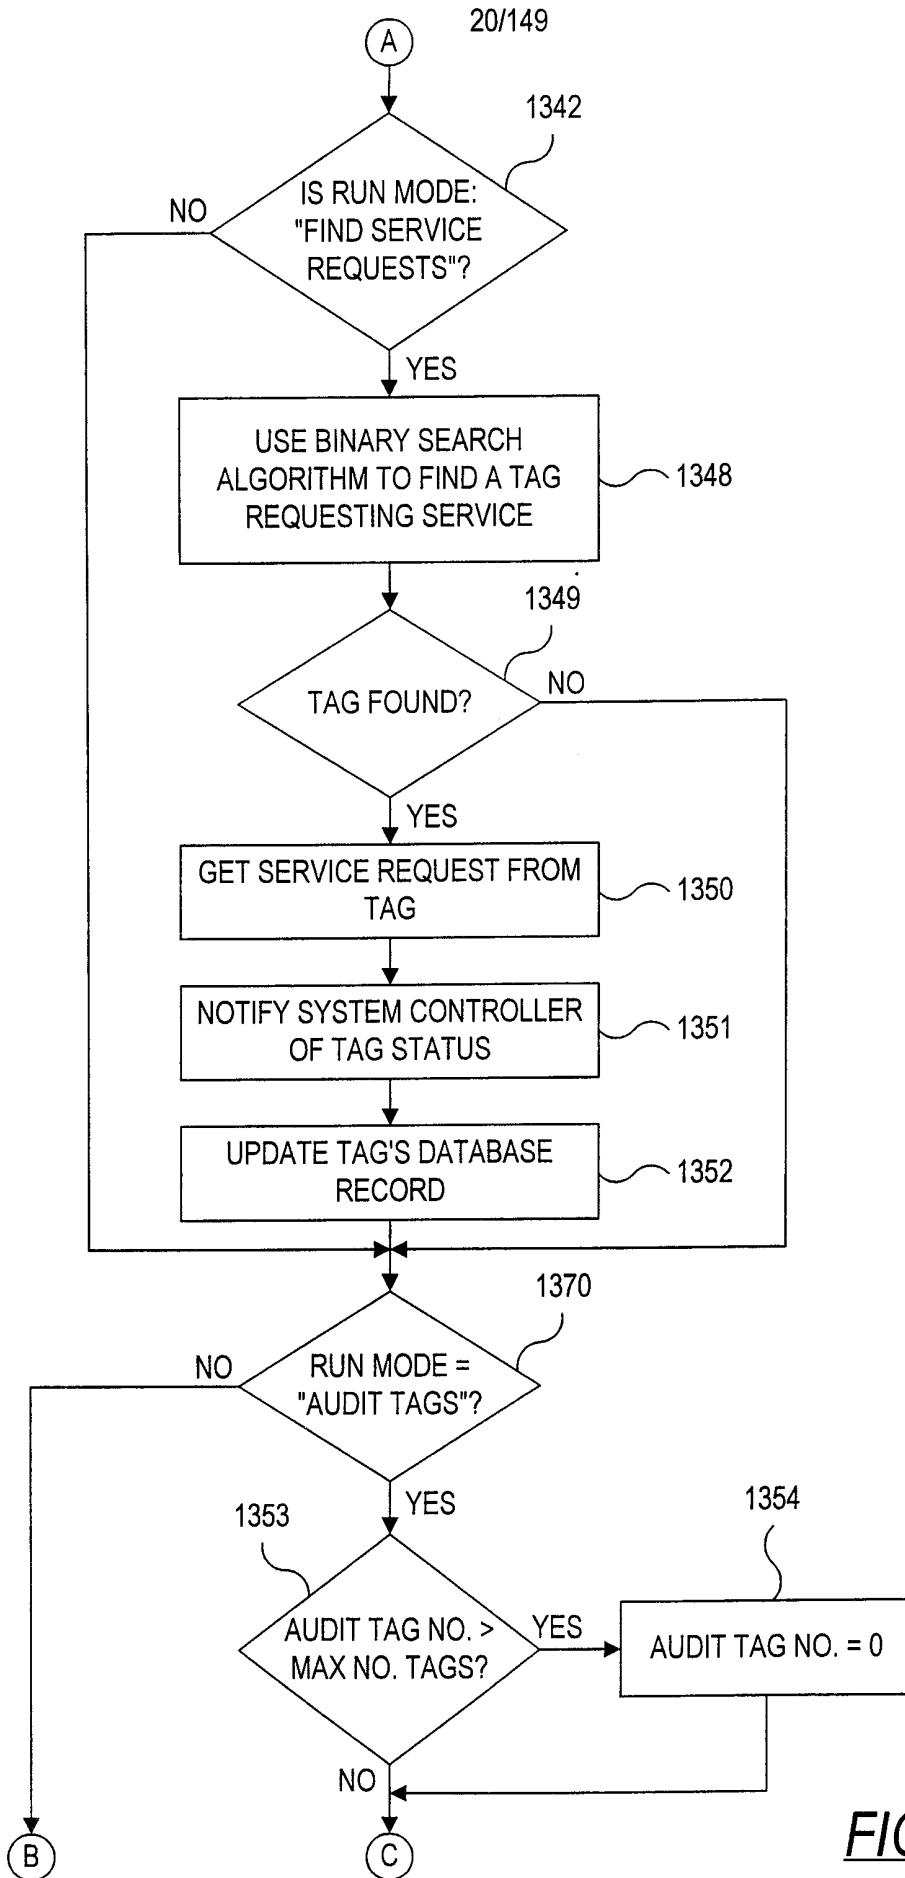 20/149
A
1342
IS RUN MODE:
"FIND SERVICE
REQUESTS"?
NO
YES
USE BINARY SEARCH
ALGORITHM TO FIND A TAG
REQUESTING SERVICE
1348
1349
TAG FOUND?
NO
YES
GET SERVICE REQUEST FROM
TAG
1350
NOTIFY SYSTEM CONTROLLER
OF TAG STATUS
1351
UPDATE TAG'S DATABASE
RECORD
1352
1370
RUN MODE =
"AUDIT TAGS"?
NO
YES
1353
AUDIT TAG NO. >
MAX NO. TAGS?
YES
1354
AUDIT TAG NO. = 0
NO
B
C